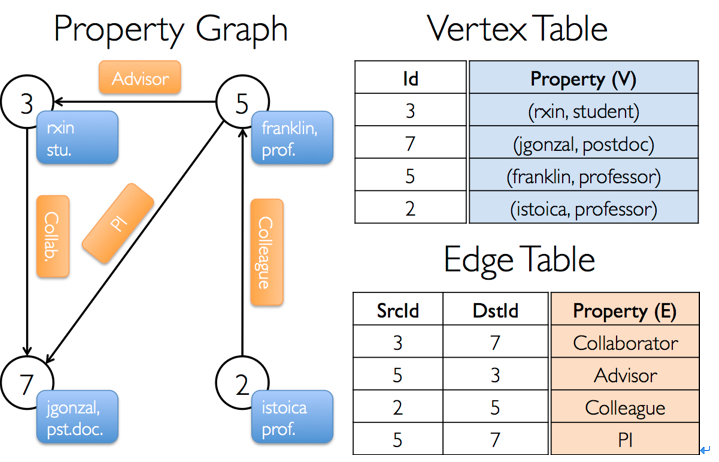 Property Graph
Advisor
3
5
rxin
stu.
franklin,
prof.
Collab.
PI
Colleague
7
2
jgonzal,
pst.doc.
istoica
prof.
Vertex Table
Id Property (V)
3 (rxin, student)
7 (jgonzal, postdoc)
5 (franklin, professor)
2 (istoica, professor)
Edge Table
SrcId DstId Property (E)
3 7 Collaborator
5 3 Advisor
2 5 Colleague
5 7 PI